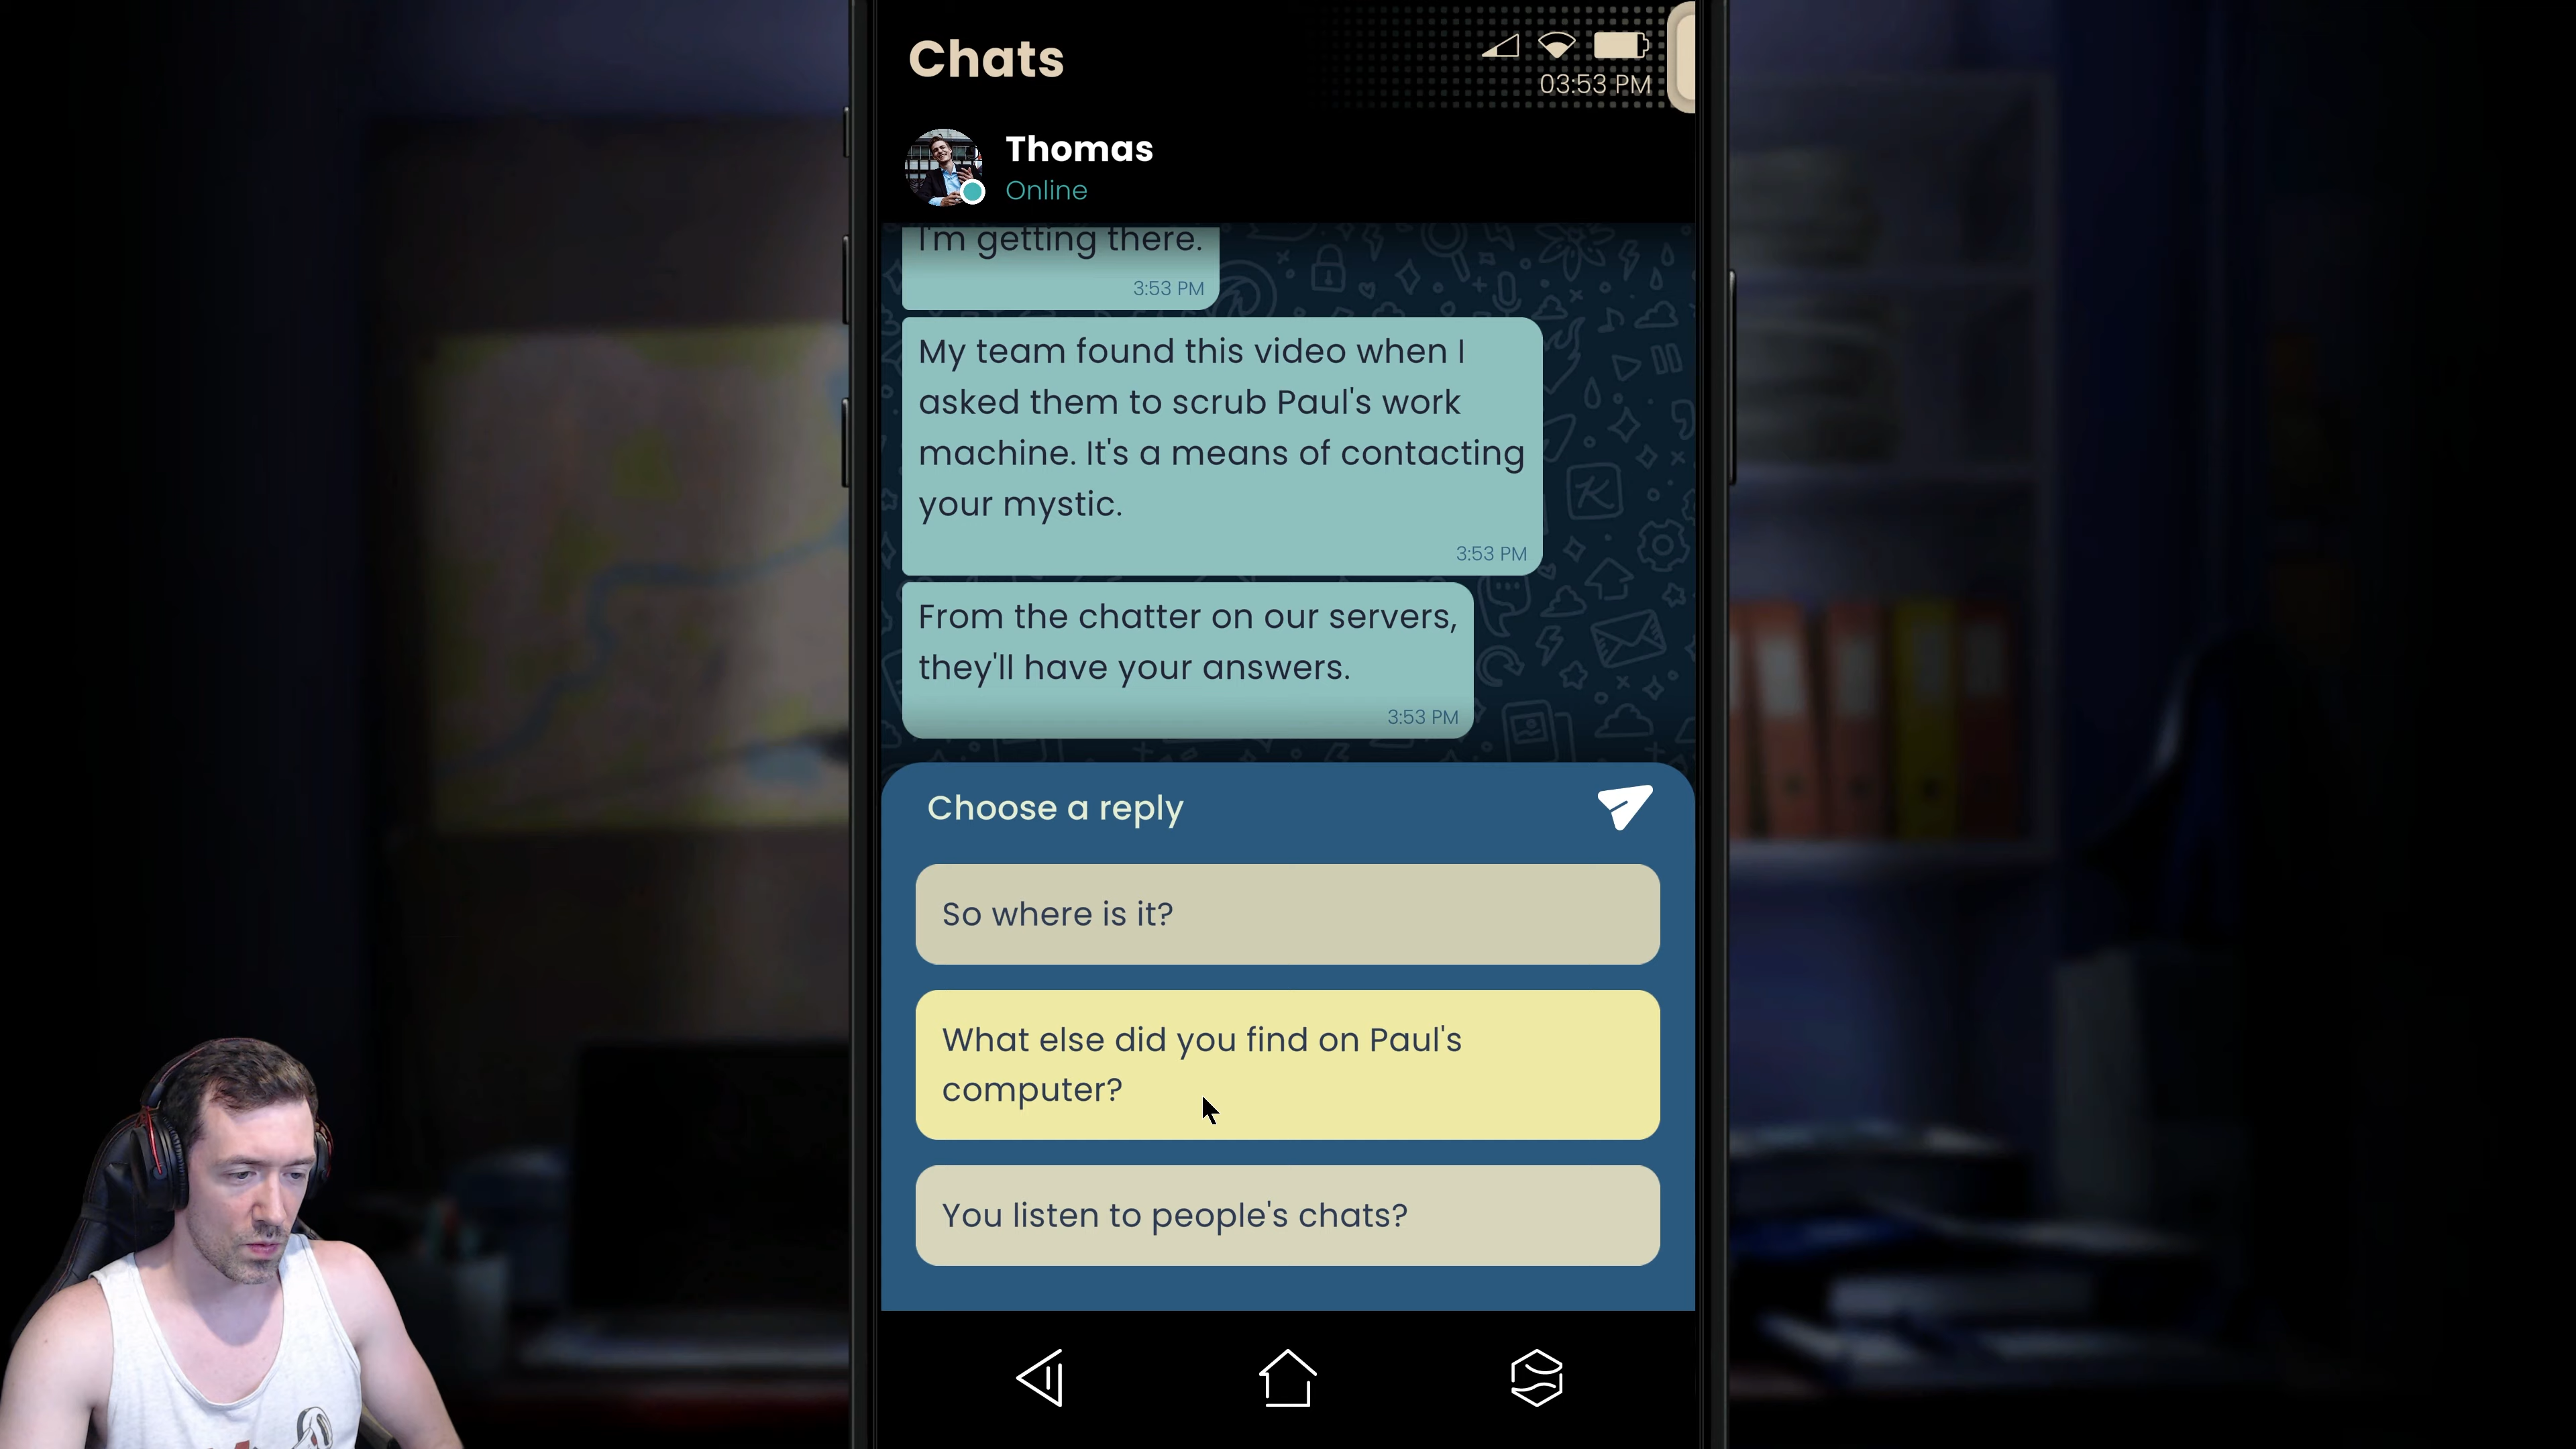 Chats
03:53 PM
Thomas
Online
I'm getting there.
3:53 PM
My team found this video when I
asked them to scrub Paul's work
machine. It's a means of contacting
your mystic.
3:53 PM
From the chatter on our servers,
they'll have your answers.
3:53 PM
Choose a reply
So where is it?
What else did you find on Paul's
computer?
You listen to people's chats?